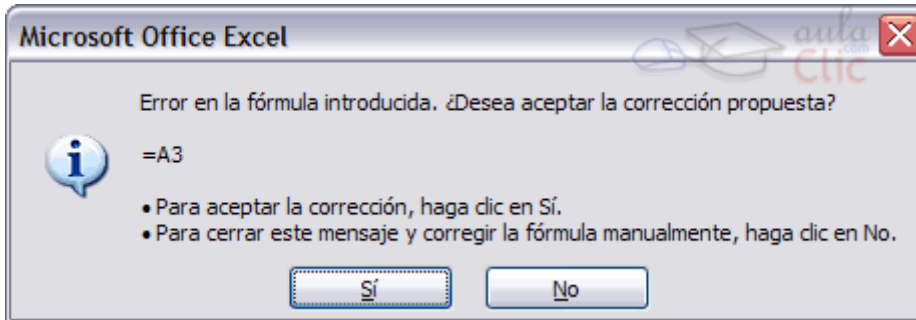 Microsoft Office Excel
aula
.com
Clic
Error en la fórmula introducida. ¿Desea aceptar la corrección propuesta?
=A3
• Para aceptar la corrección, haga clic en Sí.
• Para cerrar este mensaje y corregir la fórmula manualmente, haga clic en No.
Sí
No